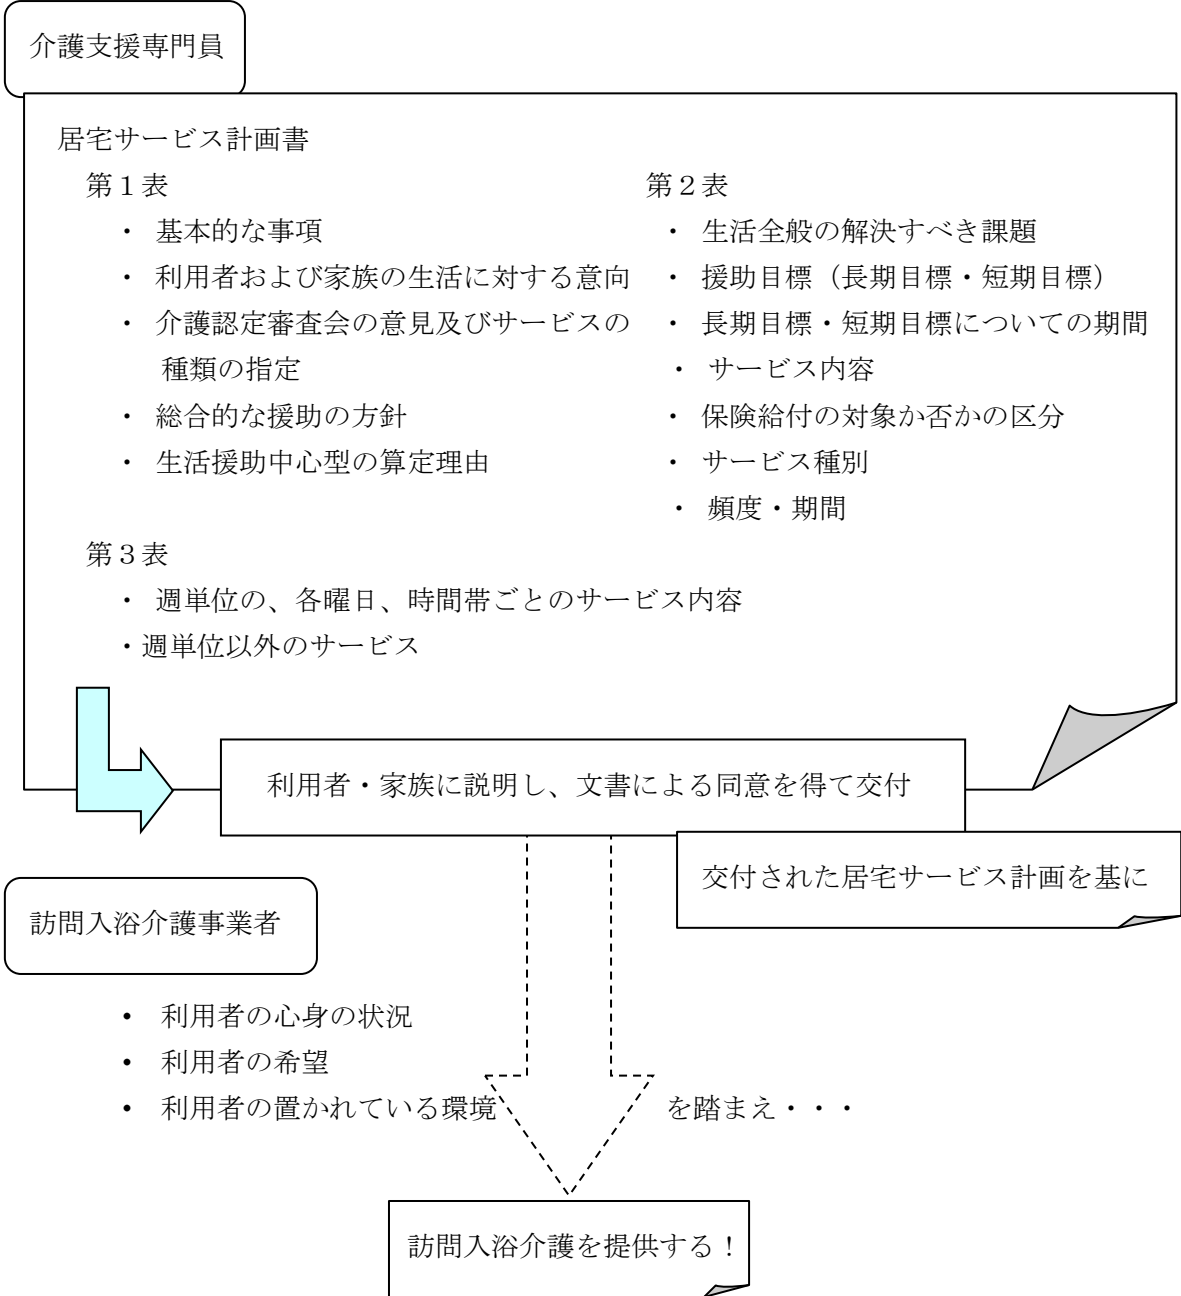 介護支援専門員
居宅サービス計画書
第１表
・ 基本的な事項
・ 利用者および家族の生活に対する意向
・ 介護認定審査会の意見及びサービスの
種類の指定
・ 総合的な援助の方針
・ 生活援助中心型の算定理由
第２表
・ 生活全般の解決すべき課題
・ 援助目標（長期目標・短期目標）
・ 長期目標・短期目標についての期間
・ サービス内容
・ 保険給付の対象か否かの区分
・ サービス種別
・ 頻度・期間
第３表
・ 週単位の、各曜日、時間帯ごとのサービス内容
・週単位以外のサービス
利用者・家族に説明し、文書による同意を得て交付
交付された居宅サービス計画を基に
訪問入浴介護事業者
• 利用者の心身の状況
• 利用者の希望
• 利用者の置かれている環境 を踏まえ・・・
訪問入浴介護を提供する！